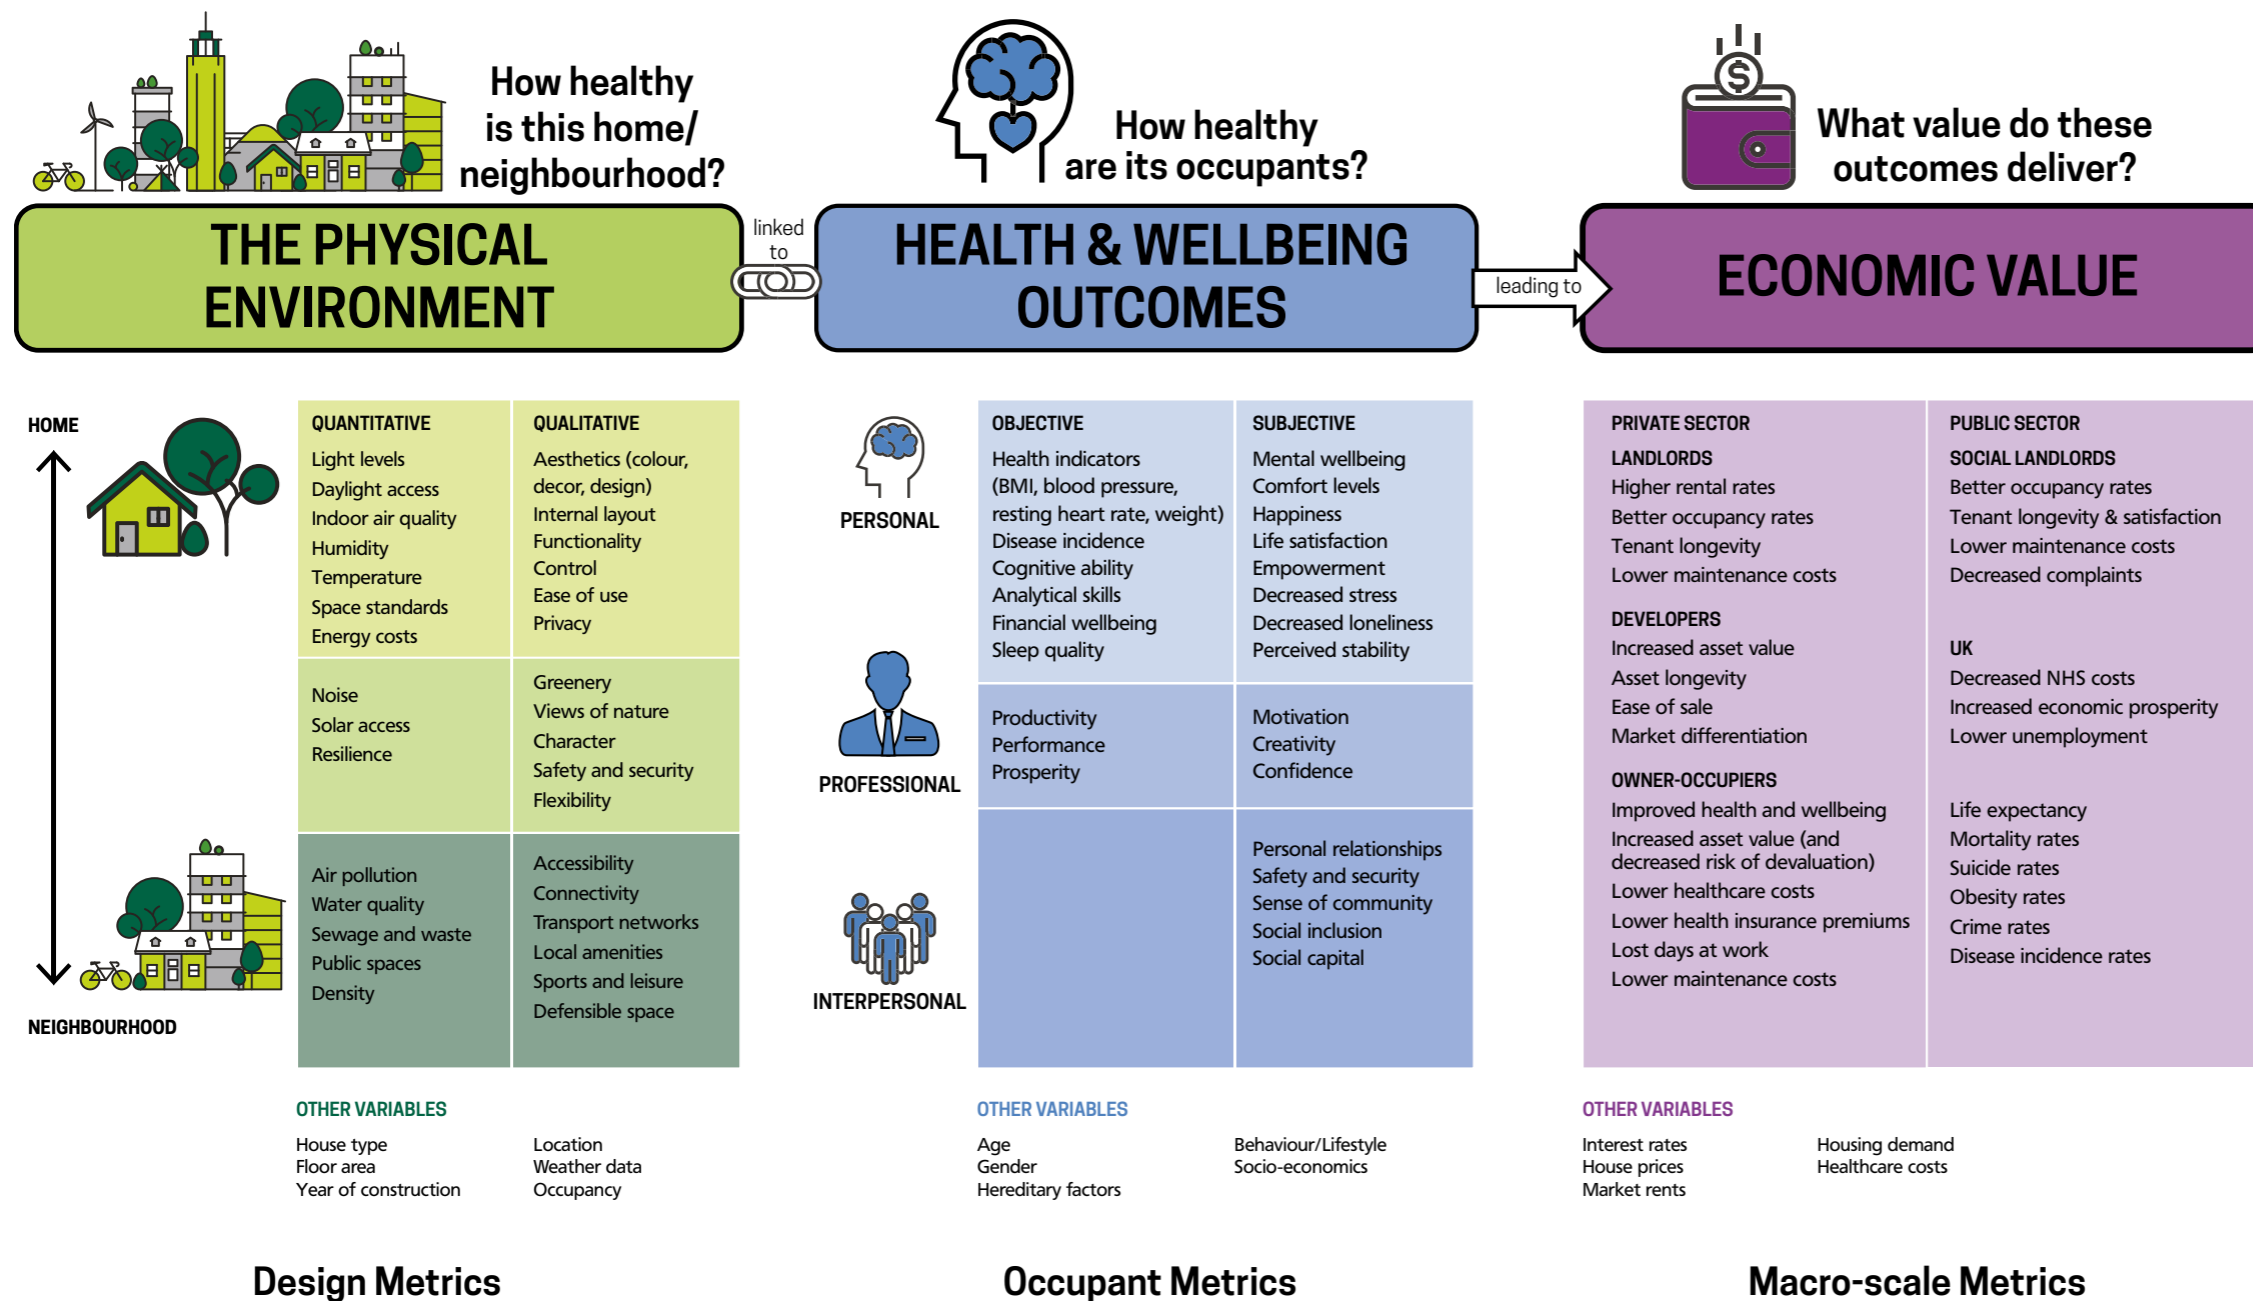 How healthy
is this home/
neighbourhood?
THE PHYSICAL
ENVIRONMENT
linked
to
How healthy
are its occupants?
HEALTH & WELLBEING
OUTCOMES
leading to
$
What value do these
outcomes deliver?
ECONOMIC VALUE
HOME
NEIGHBOURHOOD
QUANTITATIVE
Light levels
Daylight access
Indoor air quality
Humidity
Temperature
Space standards
Energy costs
QUALITATIVE
Aesthetics (colour,
decor, design)
Internal layout
Functionality
Control
Ease of use
Privacy
Noise
Solar access
Resilience
Greenery
Views of nature
Character
Safety and security
Flexibility
Air pollution
Water quality
Sewage and waste
Public spaces
Density
Accessibility
Connectivity
Transport networks
Local amenities
Sports and leisure
Defensible space
OTHER VARIABLES
House type
Floor area
Year of construction
Location
Weather data
Occupancy
Design Metrics
PERSONAL
PROFESSIONAL
INTERPERSONAL
OBJECTIVE
Health indicators
(BMI, blood pressure,
resting heart rate, weight)
Disease incidence
Cognitive ability
Analytical skills
Financial wellbeing
Sleep quality
SUBJECTIVE
Mental wellbeing
Comfort levels
Happiness
Life satisfaction
Empowerment
Decreased stress
Decreased loneliness
Perceived stability
Productivity
Performance
Prosperity
Motivation
Creativity
Confidence
Personal relationships
Safety and security
Sense of community
Social inclusion
Social capital
OTHER VARIABLES
Age
Gender
Hereditary factors
Behaviour/Lifestyle
Socio-economics
Occupant Metrics
PRIVATE SECTOR
LANDLORDS
Higher rental rates
Better occupancy rates
Tenant longevity
Lower maintenance costs
DEVELOPERS
Increased asset value
Asset longevity
Ease of sale
Market differentiation
OWNER-OCCUPIERS
Improved health and wellbeing
Increased asset value (and
decreased risk of devaluation)
Lower healthcare costs
Lower health insurance premiums
Lost days at work
Lower maintenance costs
PUBLIC SECTOR
SOCIAL LANDLORDS
Better occupancy rates
Tenant longevity & satisfaction
Lower maintenance costs
Decreased complaints
UK
Decreased NHS costs
Increased economic prosperity
Lower unemployment
Life expectancy
Mortality rates
Suicide rates
Obesity rates
Crime rates
Disease incidence rates
OTHER VARIABLES
Interest rates
House prices
Market rents
Housing demand
Healthcare costs
Macro-scale Metrics